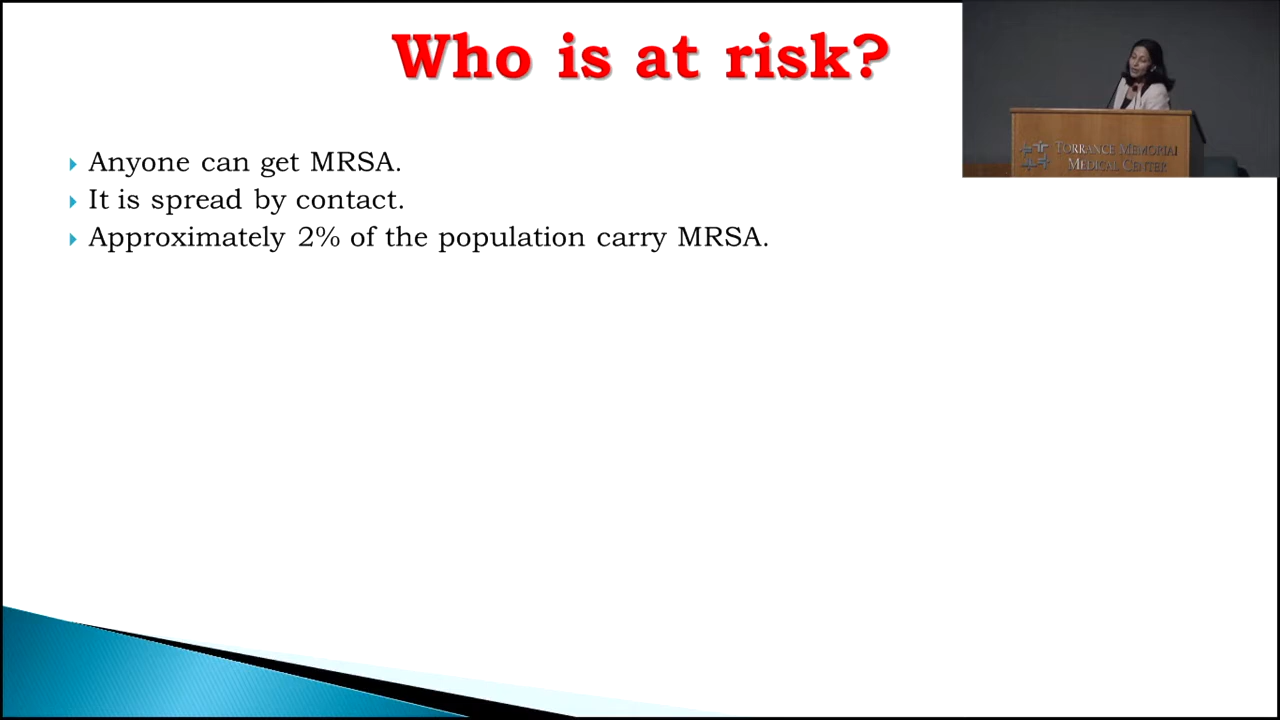 Who is at risk?
Anyone can get MRSA.
It is spread by contact.
Approximately 2% of the population carry MRSA.
TORRANCE MEMORIAL
MEDICAL CENTER